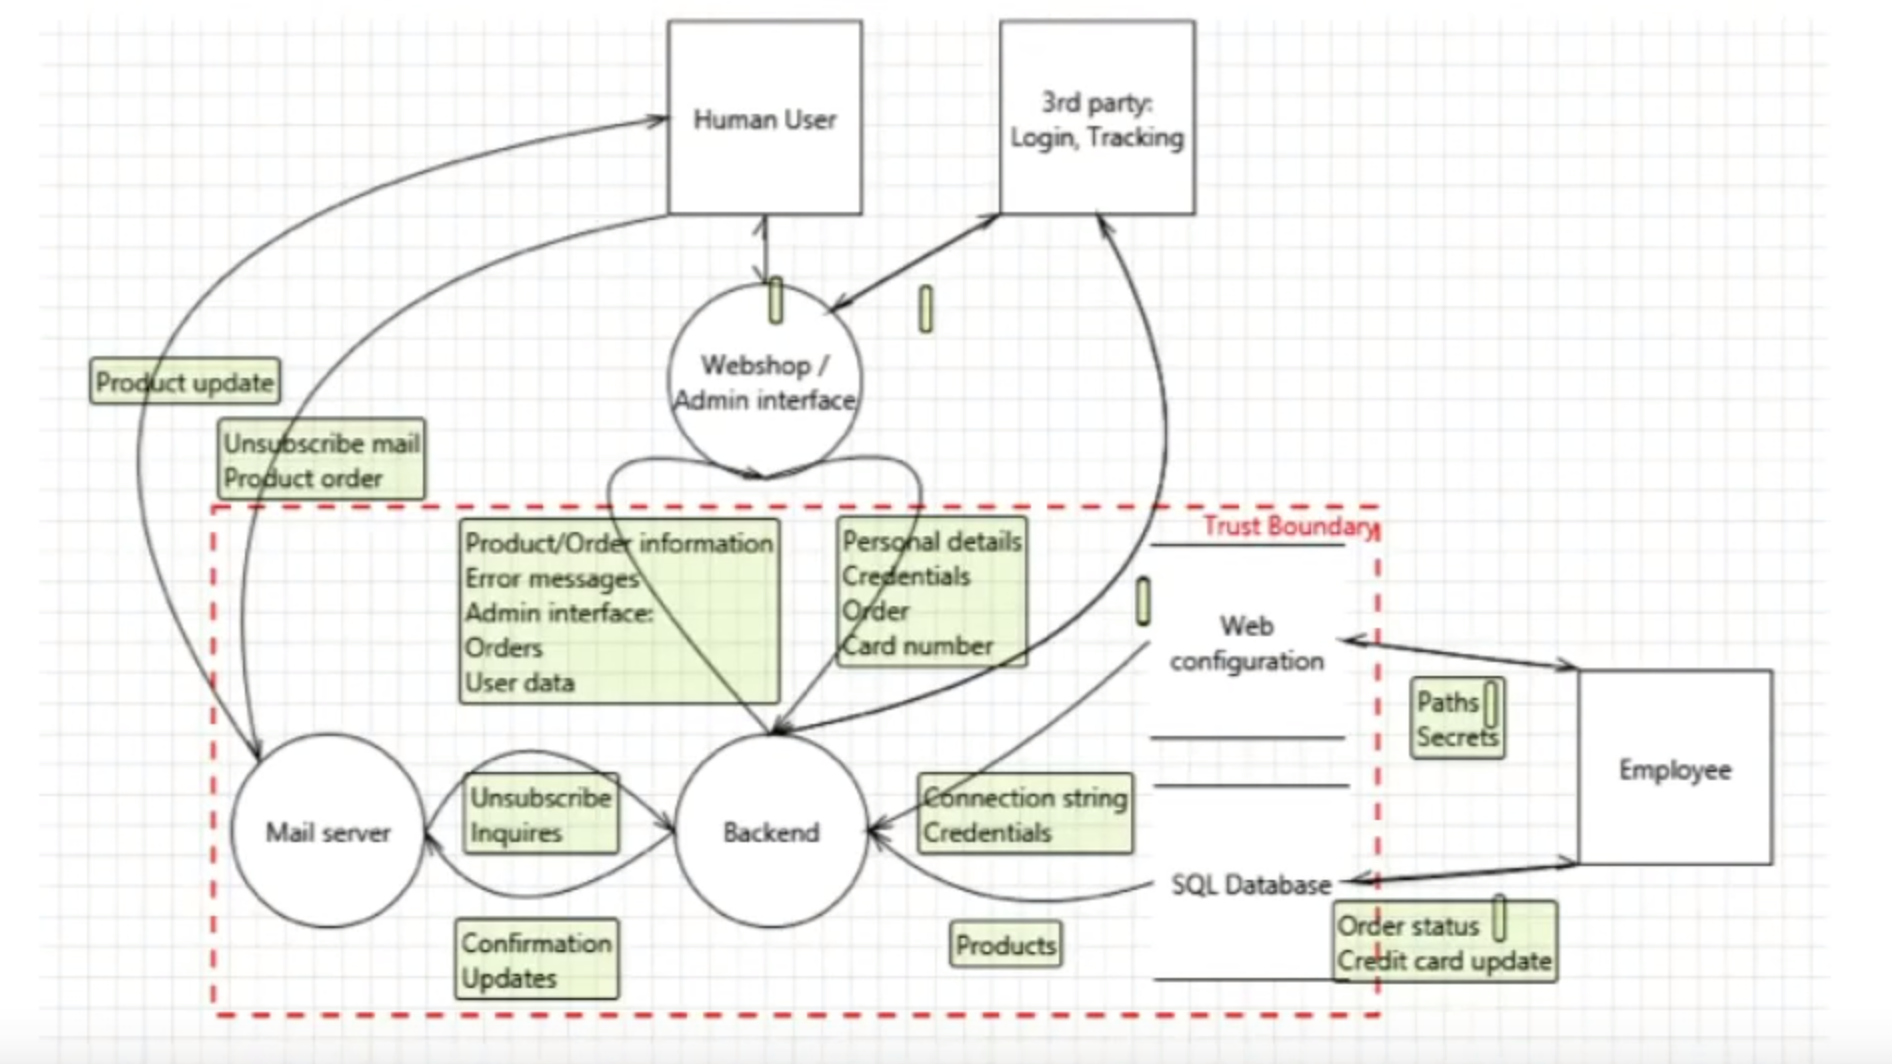 Human User
3rd party:
Login, Tracking
Webshop /
Admin interface
Product update
Unsubscribe mail
Product order
Trust Boundary
Product/Order information
Error messages
Admin interface:
Orders
User data
Personal details
Credentials
Order
Card number
Web
configuration
Paths
Secrets
Employee
Mail server
Unsubscribe
Inquires
Backend
Connection string
Credentials
SQL Database
Order status
Credit card update
Confirmation
Updates
Products